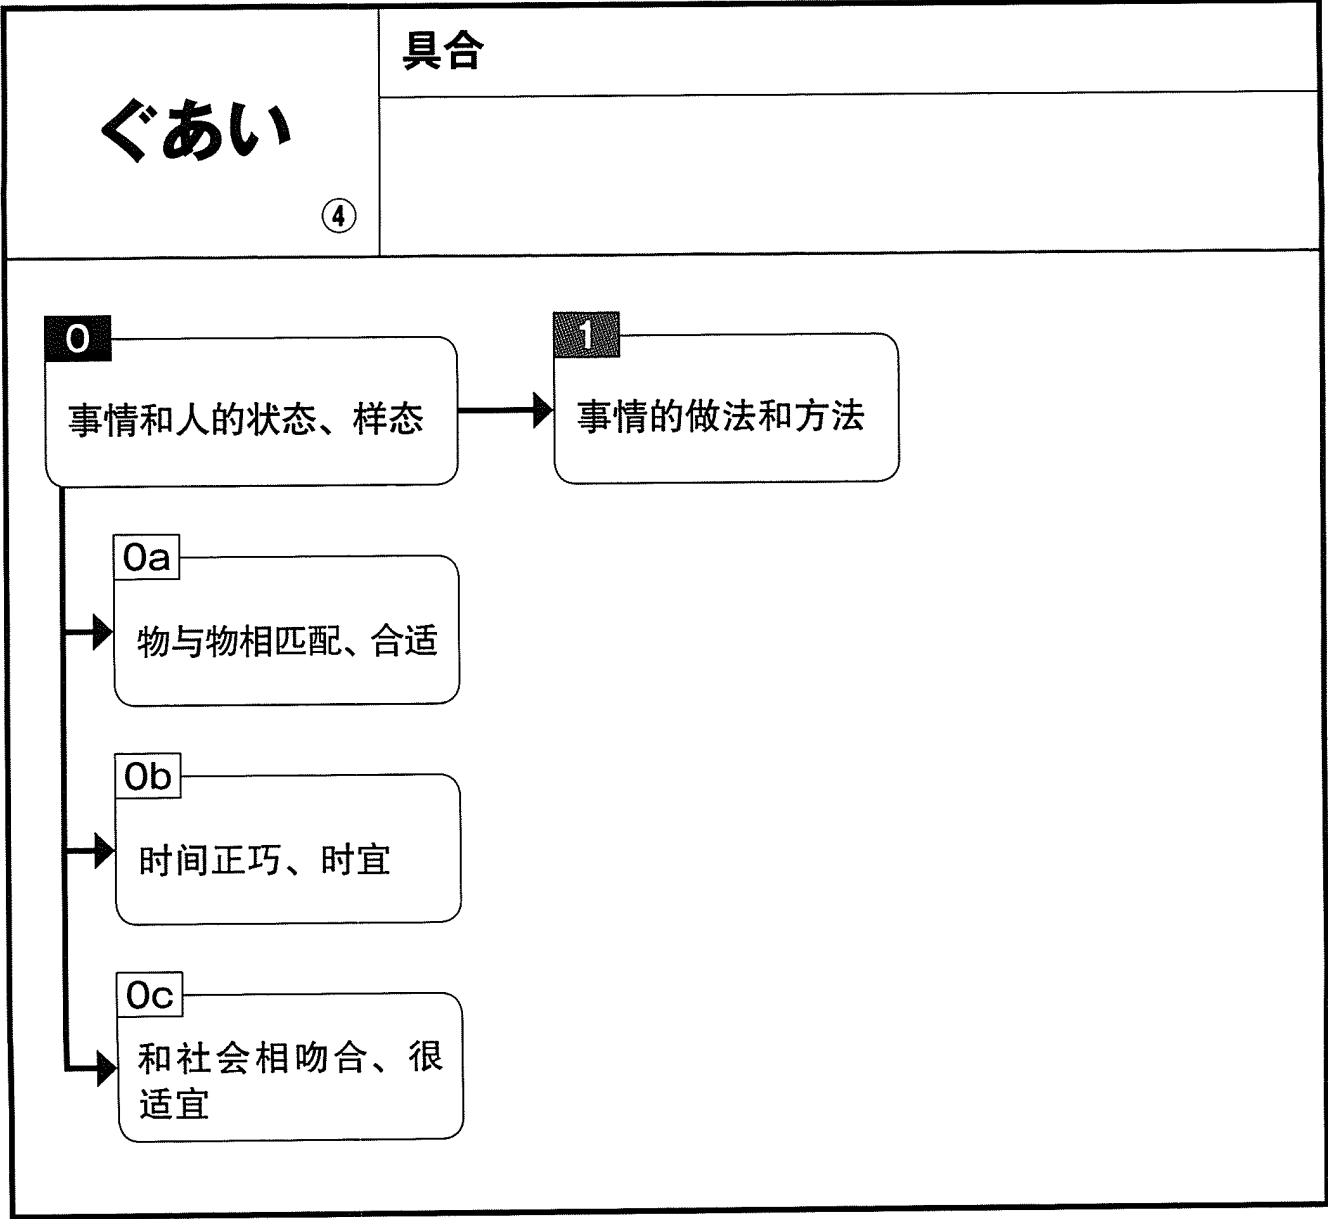 具合
ぐあい
④
0
事情和人的状态、样态
1
事情的做法和方法
0a
物与物相匹配、合适
0b
时间正巧、时宜
0c
和社会相吻合、很
适宜